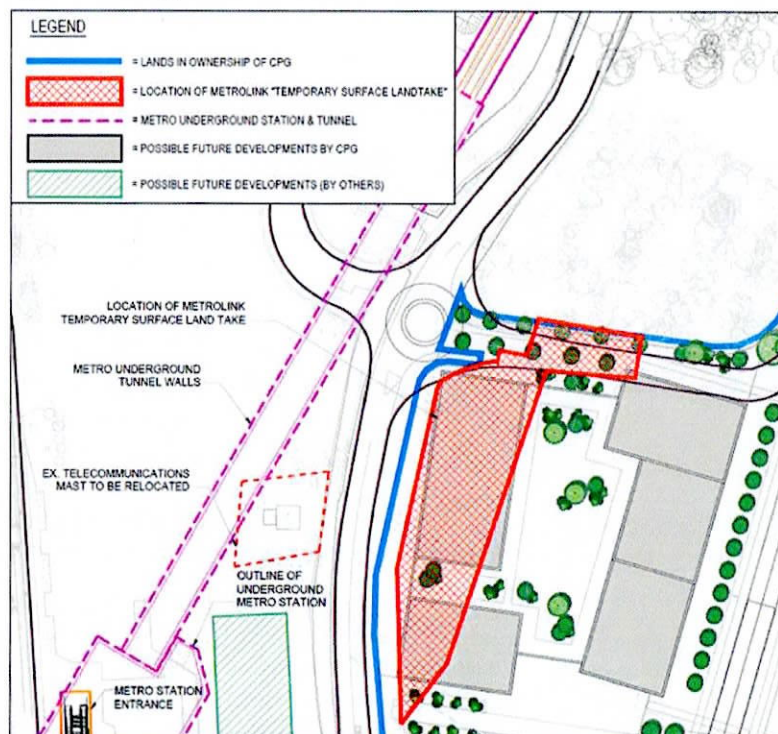 LEGEND
= LANDS IN OWNERSHIP OF CPG
= LOCATION OF METROLINK "TEMPORARY SURFACE LANDTAKE"
= METRO UNDERGROUND STATION & TUNNEL
= POSSIBLE FUTURE DEVELOPMENTS BY CPG
= POSSIBLE FUTURE DEVELOPMENTS (BY OTHERS)
LOCATION OF METROLINK
TEMPORARY SURFACE LAND TAKE
METRO UNDERGROUND
TUNNEL WALLS
EX. TELECOMMUNICATIONS
MAST TO BE RELOCATED
OUTLINE OF
UNDERGROUND
METRO STATION
METRO STATION
ENTRANCE